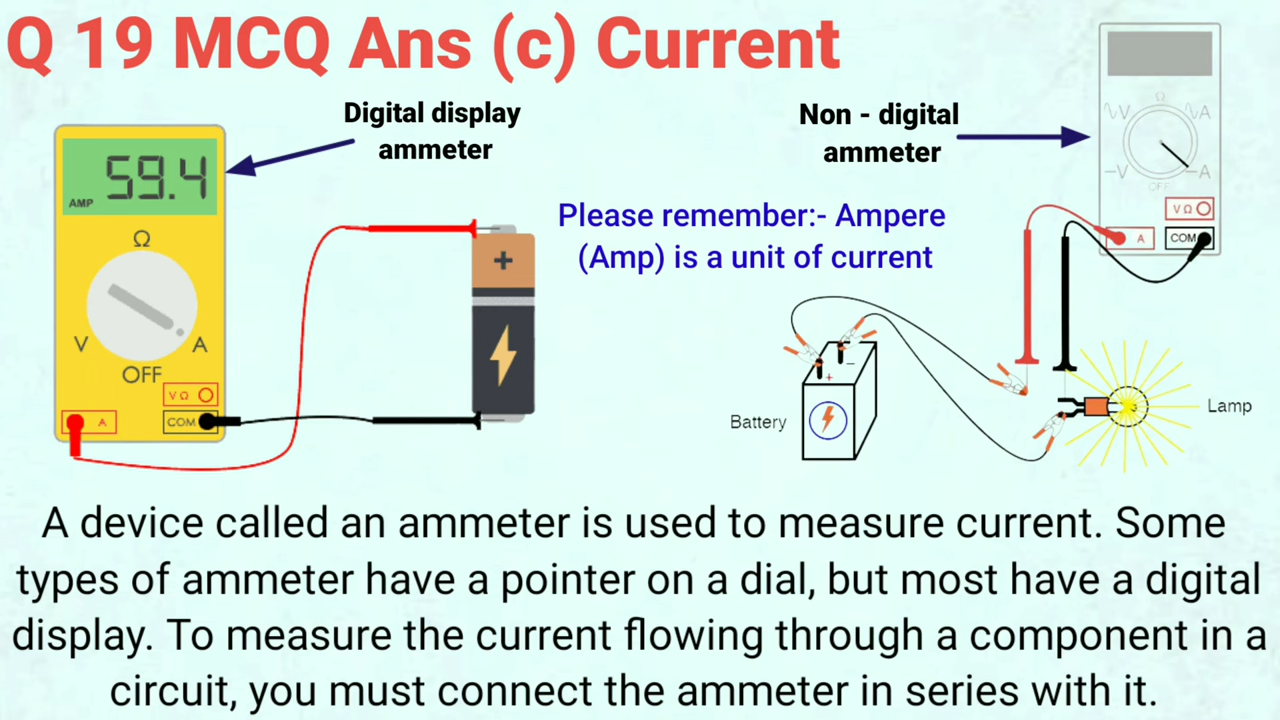 Q 19 MCQ Ans (c) Current
Digital display
ammeter
Non - digital
ammeter
59.4
AMP
Ω
V
A
OFF
V Ω
A
COM
Please remember:- Ampere
(Amp) is a unit of current
Ω
V
A
V
A
OFF
V Ω
A
COM
+
+
−
Battery
Lamp
A device called an ammeter is used to measure current. Some
types of ammeter have a pointer on a dial, but most have a digital
display. To measure the current flowing through a component in a
circuit, you must connect the ammeter in series with it.